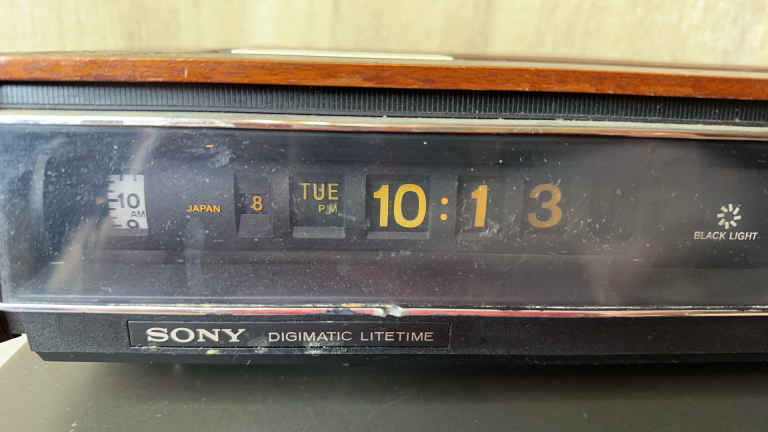 10
AM
9
JAPAN
8
TUE
PM
10:13
BLACK LIGHT
SONY DIGIMATIC LITETIME